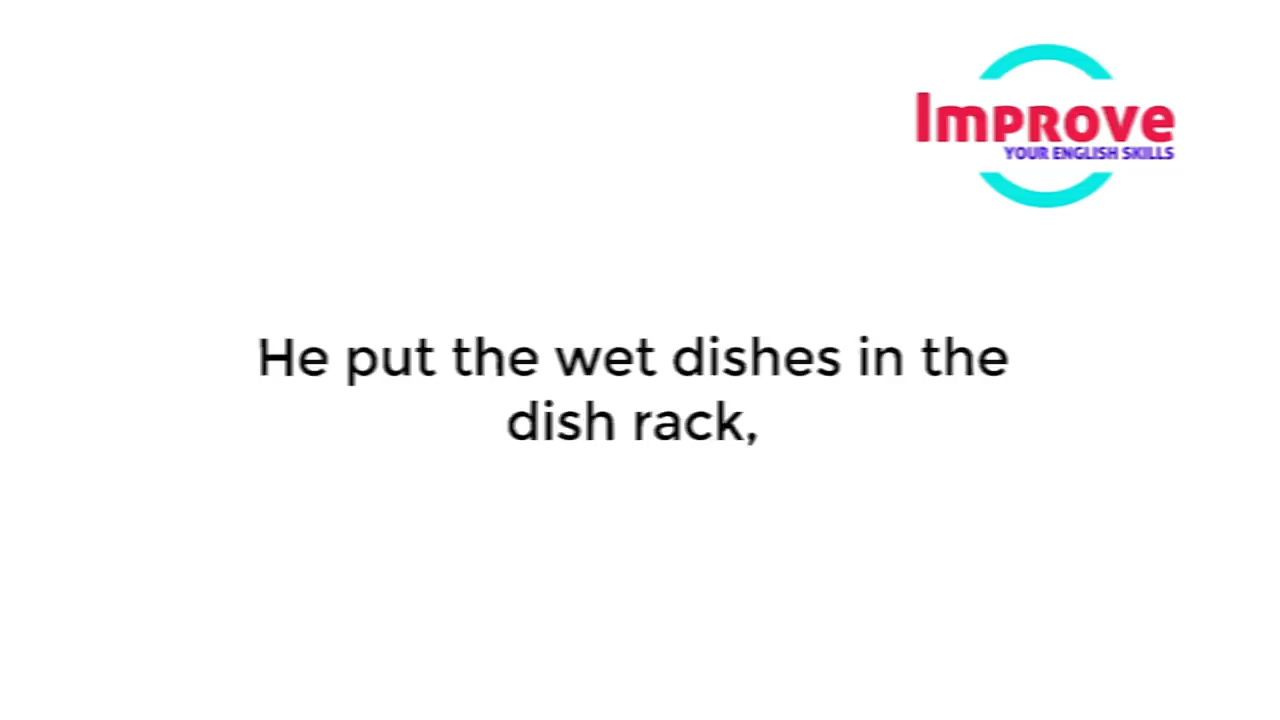 Improve
YOUR ENGLISH SKILLS
He put the wet dishes in the
dish rack,